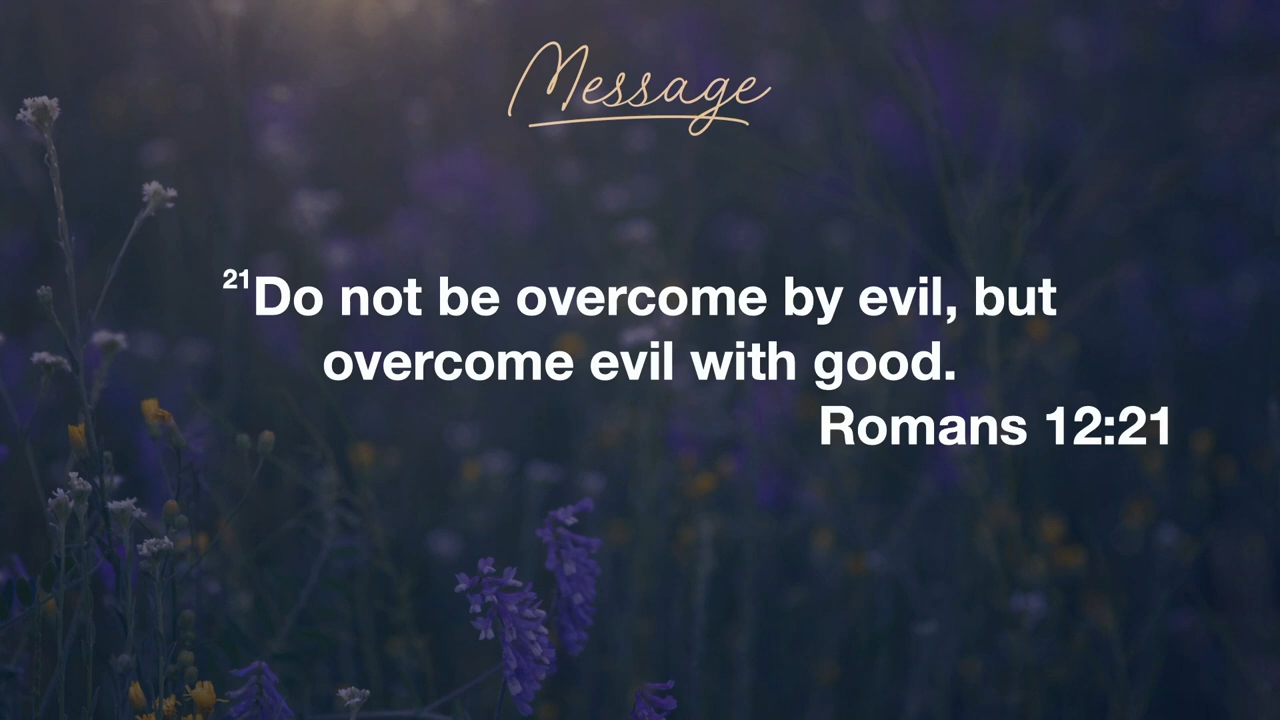 Message
21Do not be overcome by evil, but
overcome evil with good.
Romans 12:21